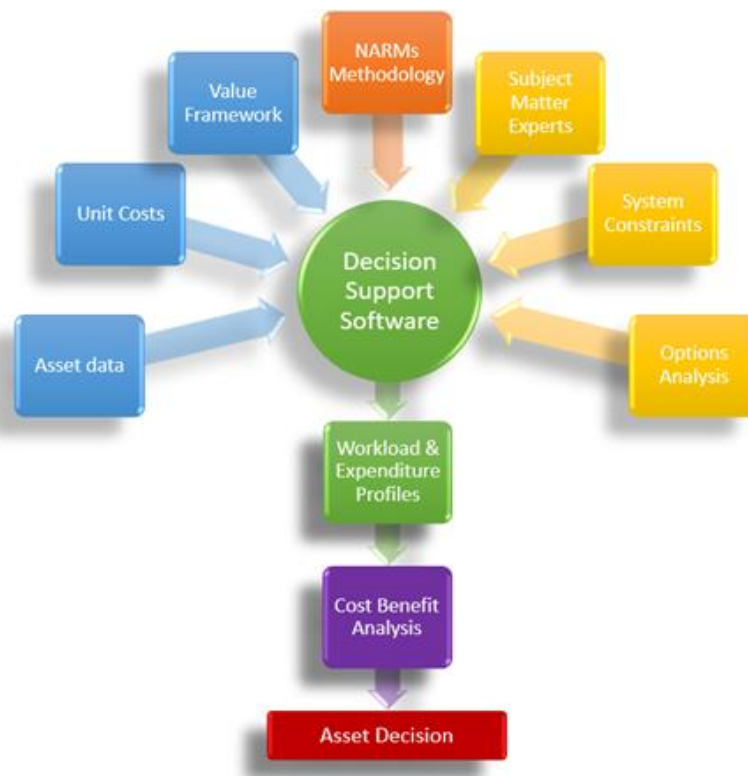 NARMs
Methodology
Value
Framework
Subject
Matter
Experts
Unit Costs
System
Constraints
Decision
Support
Software
Asset data
Options
Analysis
Workload &
Expenditure
Profiles
Cost Benefit
Analysis
Asset Decision